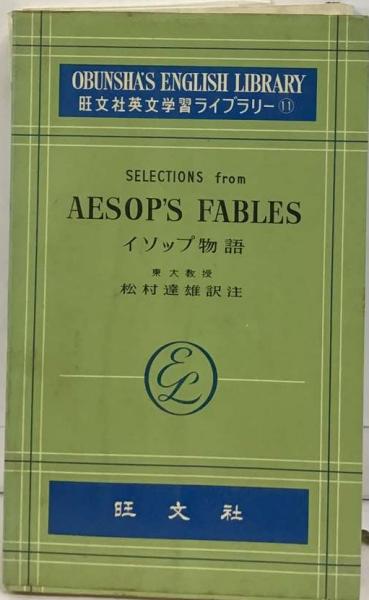 OBUNSHA'S ENGLISH LIBRARY
旺文社英文学習ライブラリー⑪
SELECTIONS from
AESOP'S FABLES
イソップ物語
東大教授
松村達雄訳注
EL
旺文社